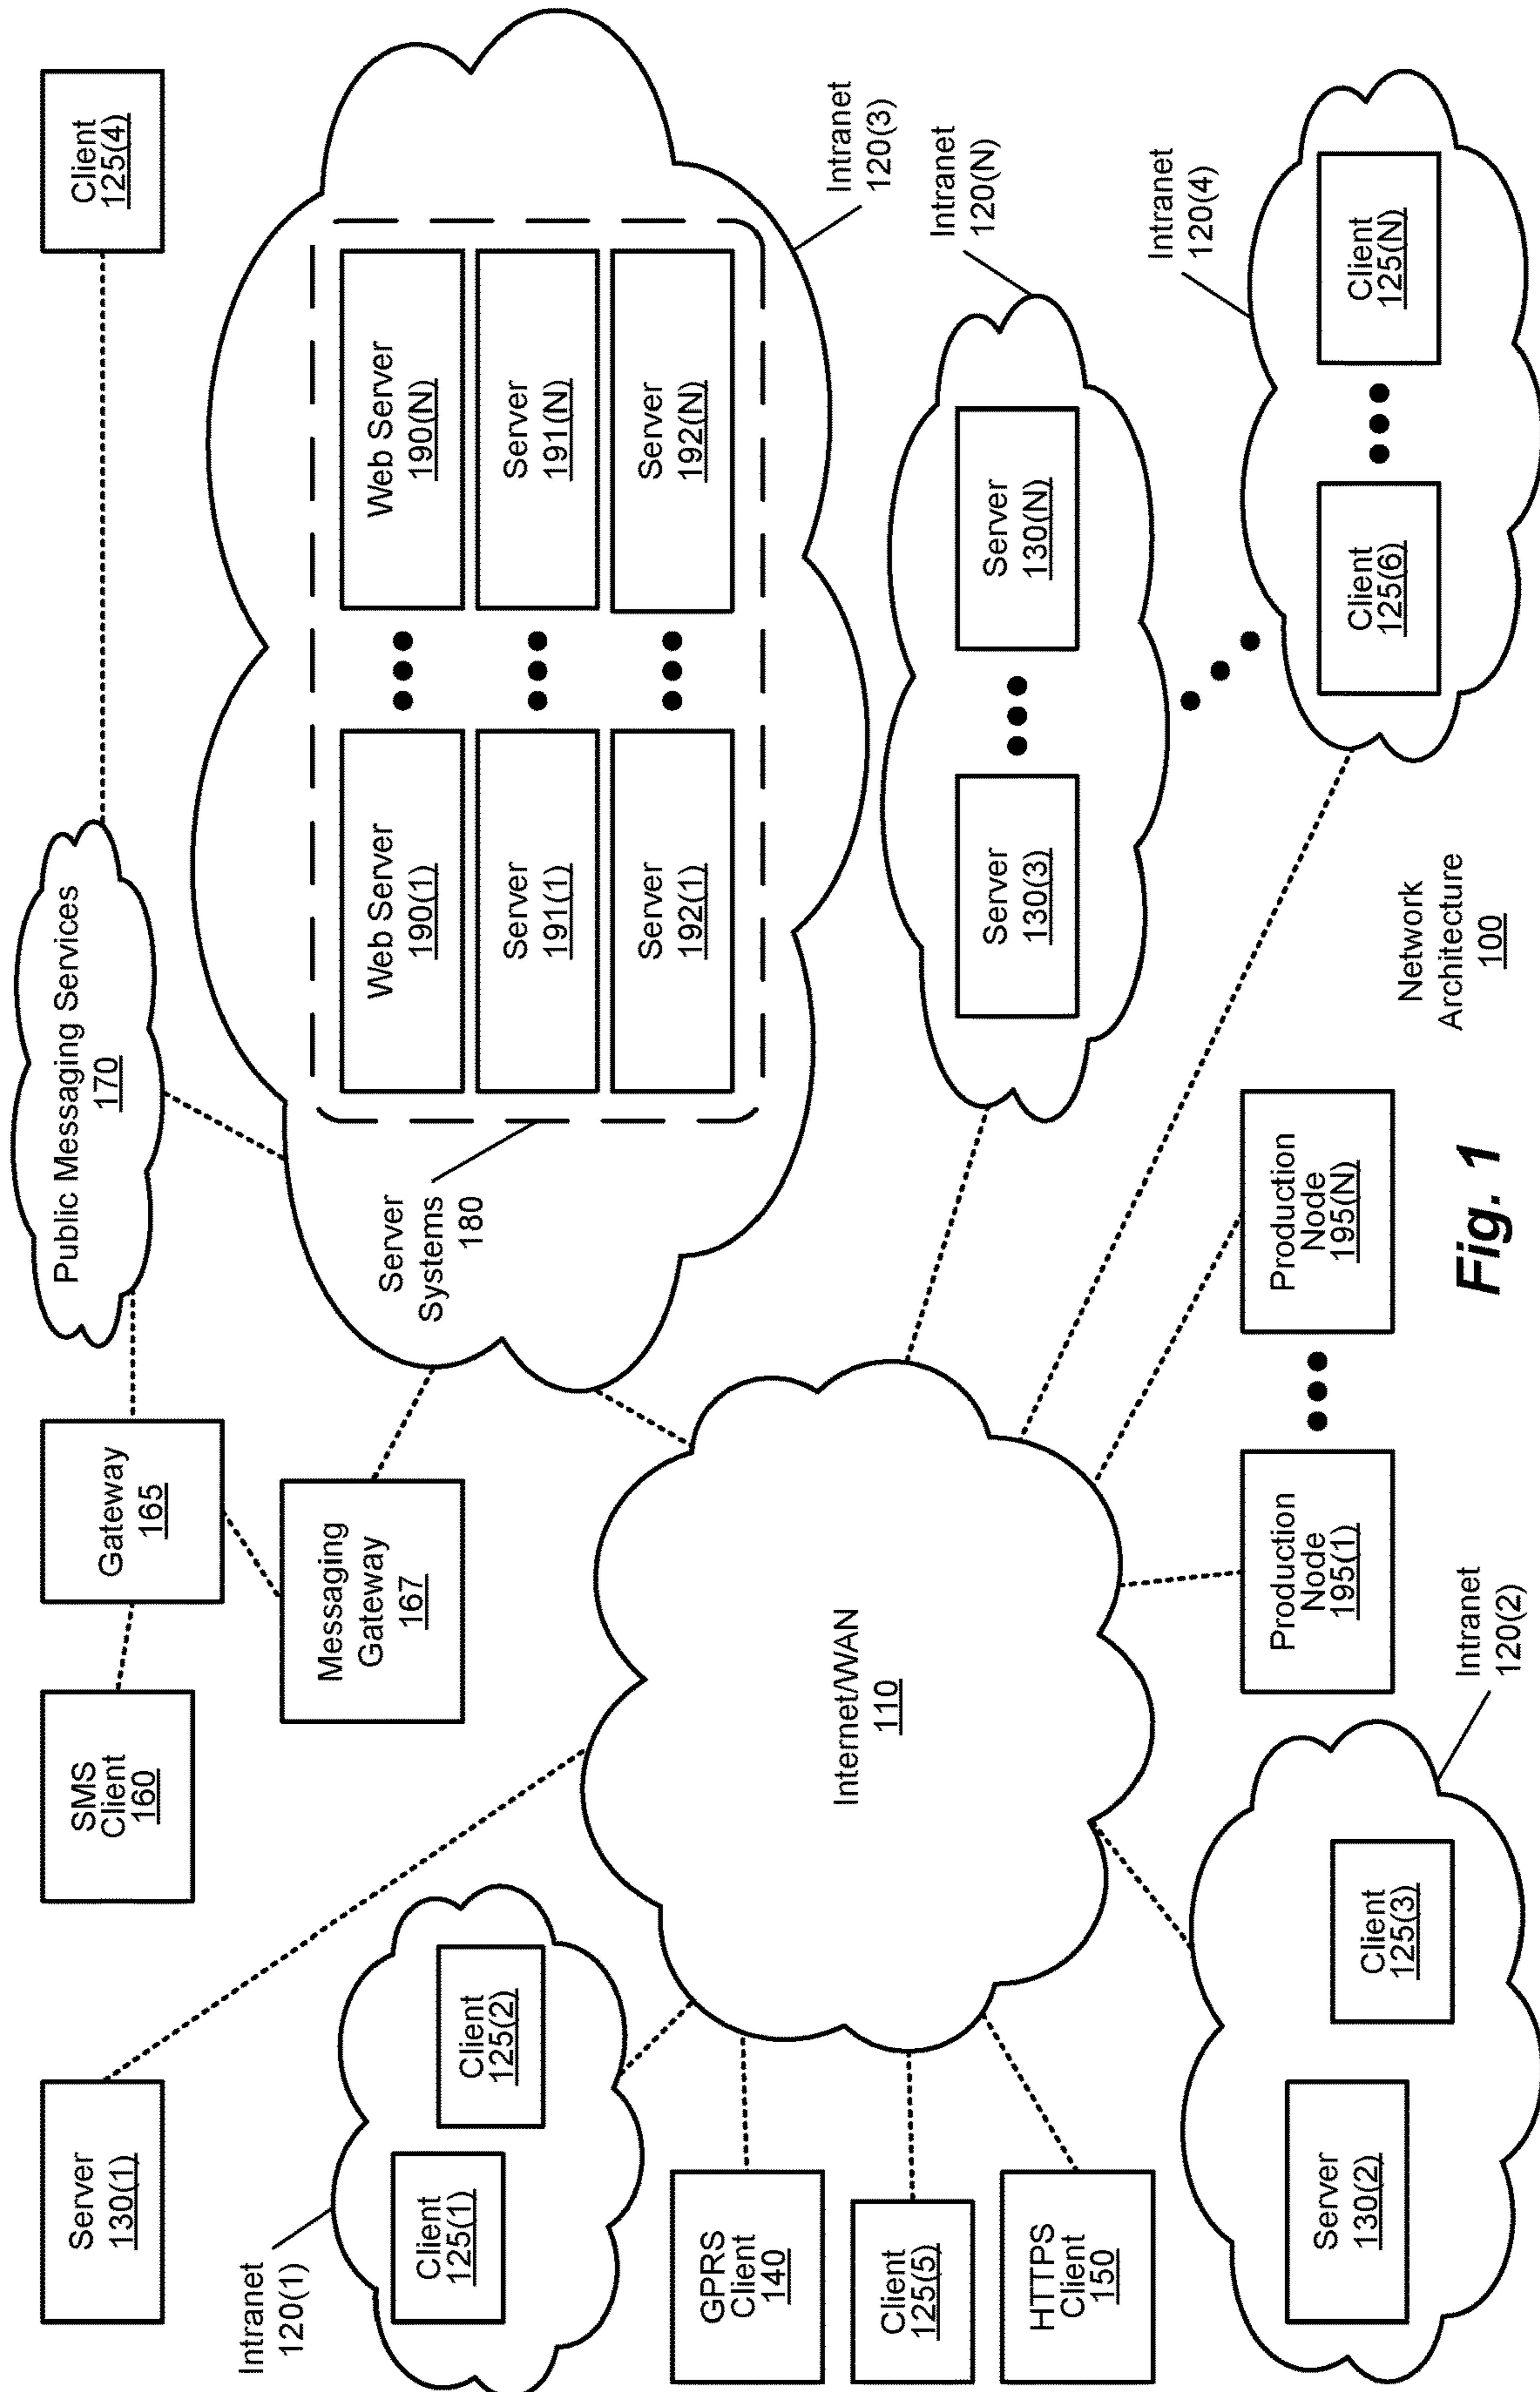 Server
130(1)
SMS
Client
160
Gateway
165
Public Messaging Services
170
Client
125(4)
Messaging
Gateway
167
Intranet
120(1)
Client
125(1)
Client
125(2)
Server
Systems
180
Web Server
190(1)
Web Server
190(N)
Server
191(1)
Server
191(N)
Server
192(1)
Server
192(N)
Intranet
120(3)
GPRS
Client
140
Client
125(5)
HTTPS
Client
150
Internet/WAN
110
Server
130(3)
Server
130(N)
Intranet
120(N)
Intranet
120(4)
Client
125(6)
Client
125(N)
Server
130(2)
Client
125(3)
Intranet
120(2)
Production
Node
195(1)
Production
Node
195(N)
Network
Architecture
100
Fig. 1